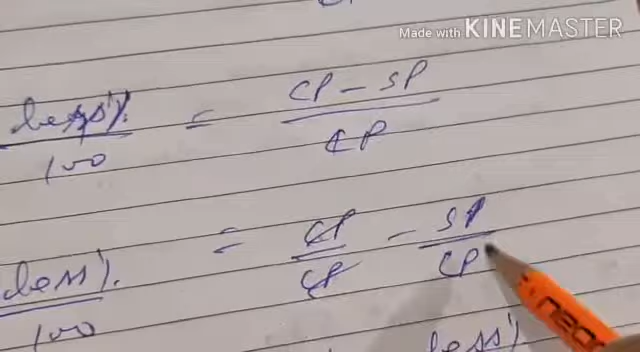 Made with KINEMASTER
loss% / 100 = CP - SP / CP
loss% / 100 = CP / CP - SP / CP
loss%